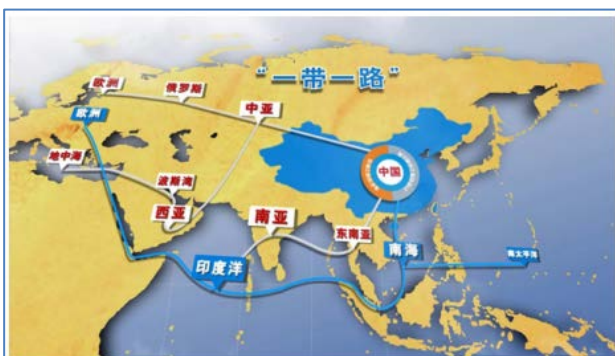 “一带一路”
欧洲
俄罗斯
中亚
欧洲
地中海
波斯湾
西亚
中国
南亚
东南亚
印度洋
南海
南太平洋